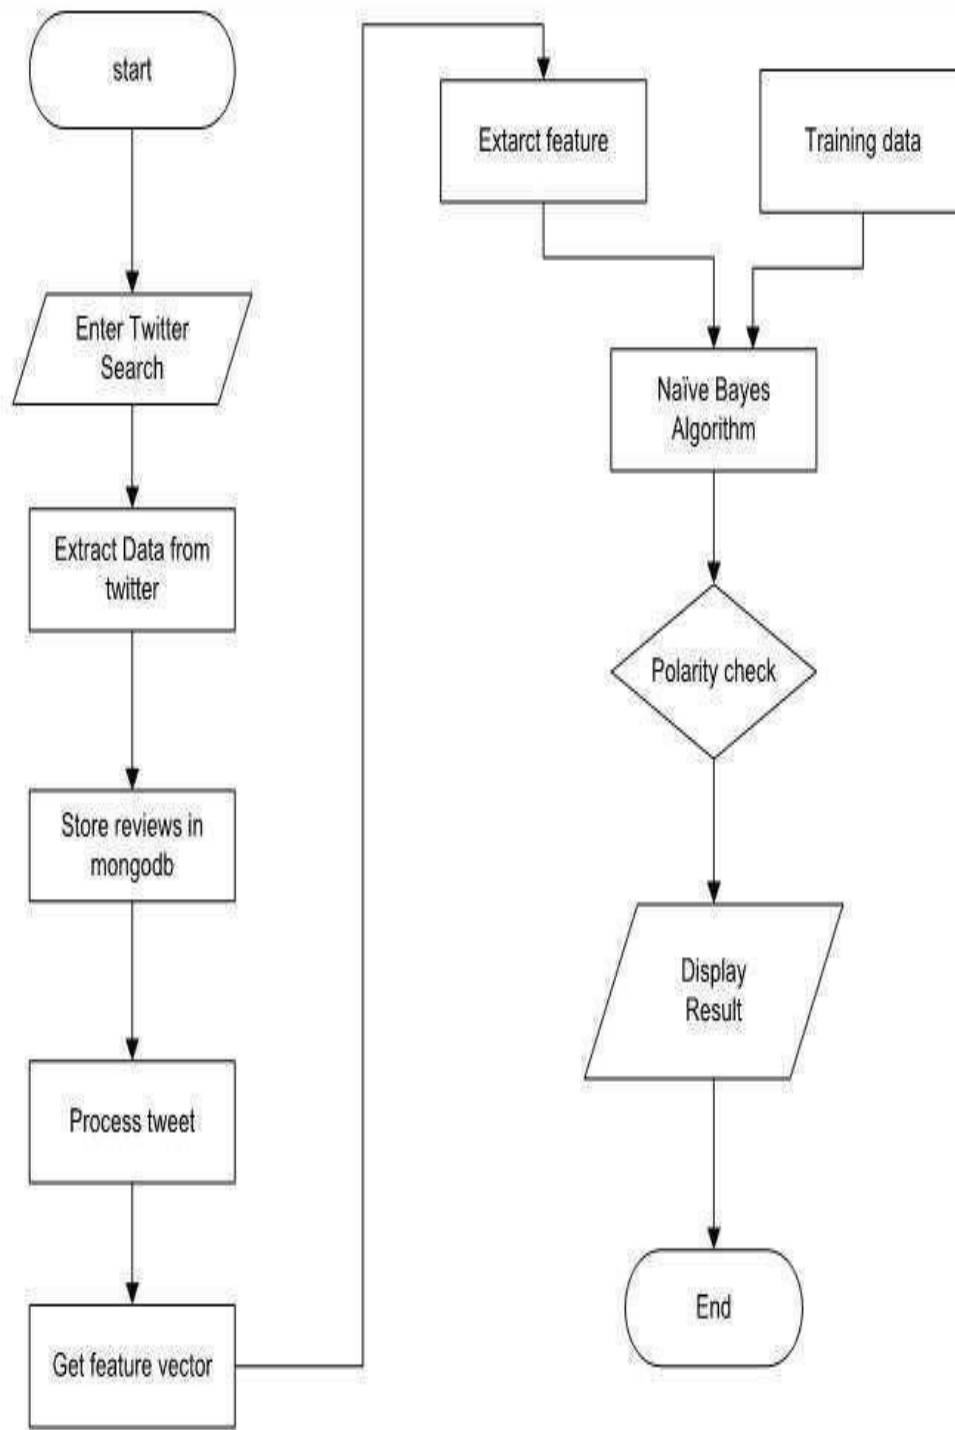 start
Enter Twitter
Search
Extract Data from
twitter
Store reviews in
mongodb
Process tweet
Get feature vector
Extarct feature
Training data
Naïve Bayes
Algorithm
Polarity check
Display
Result
End